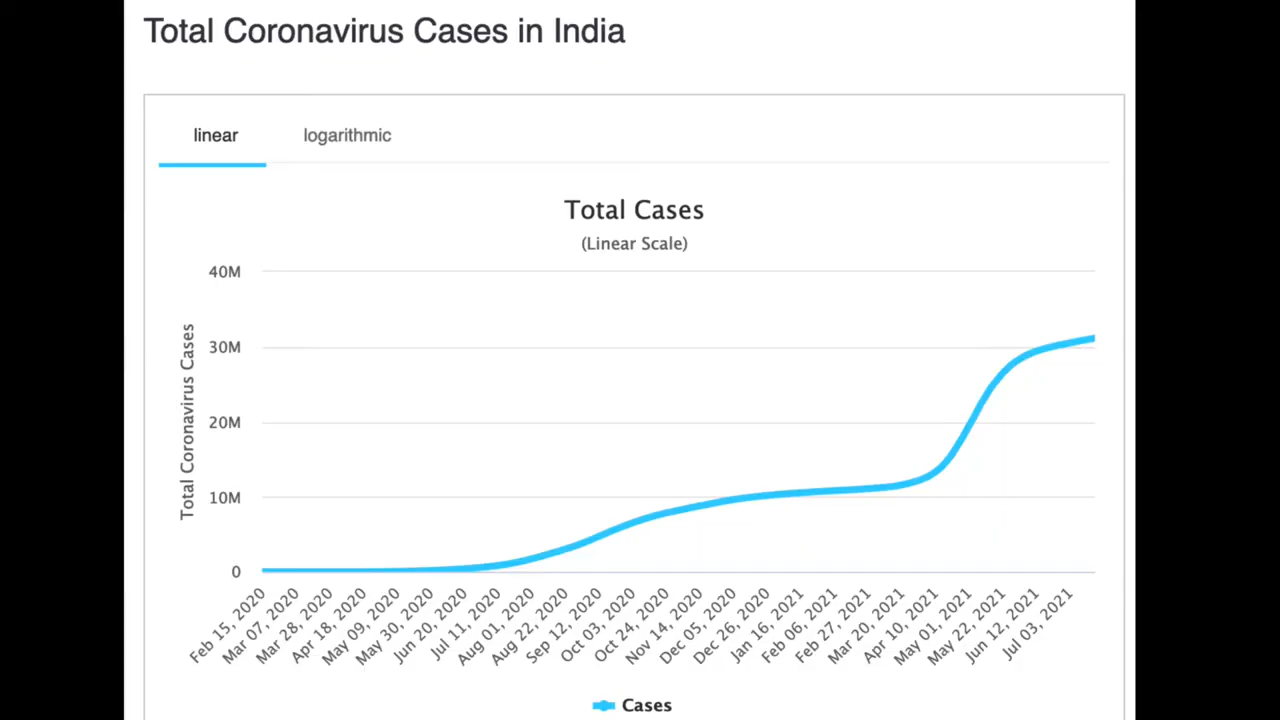 Total Coronavirus Cases in India
linear
logarithmic
Total Cases
(Linear Scale)
Total Coronavirus Cases
40M
30M
20M
10M
0
Feb 15, 2020
Mar 07, 2020
Mar 28, 2020
Apr 18, 2020
May 09, 2020
May 30, 2020
Jun 20, 2020
Jul 11, 2020
Aug 01, 2020
Aug 22, 2020
Sep 12, 2020
Oct 03, 2020
Oct 24, 2020
Nov 14, 2020
Dec 05, 2020
Dec 26, 2020
Jan 16, 2021
Feb 06, 2021
Feb 27, 2021
Mar 20, 2021
Apr 10, 2021
May 01, 2021
May 22, 2021
Jun 12, 2021
Jul 03, 2021
Cases